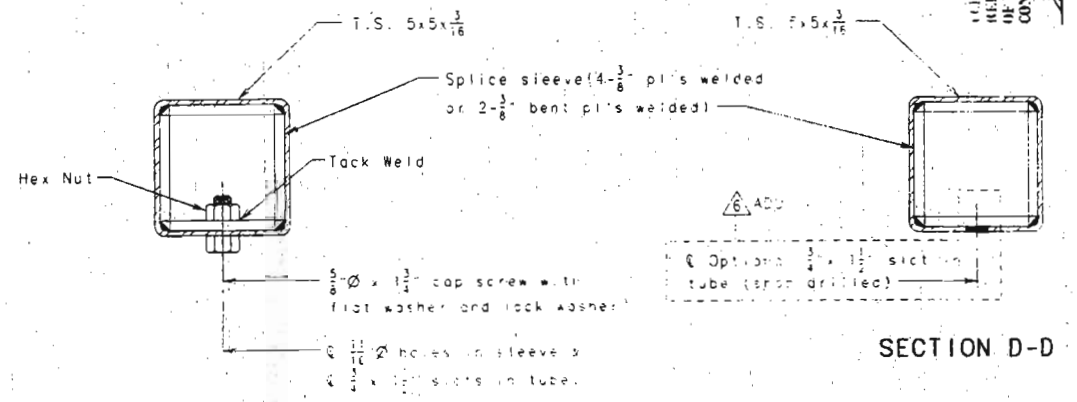 T.S. 5x5x3/16
T.S. 5x5x3/16
Splice sleeve(4-3/8" pl's welded
or 2-3/8" bent pl's welded)
Tack Weld
Hex Nut
6 ADD
℄ Optional 3/4" x 1 1/2" slot in
tube (shop drilled)
5/8"Ø x 1 3/4" cap screw with
flat washer and lock washer
℄ 11/16"Ø holes in sleeve &
℄ 3/4" x slots in tube.
SECTION D-D